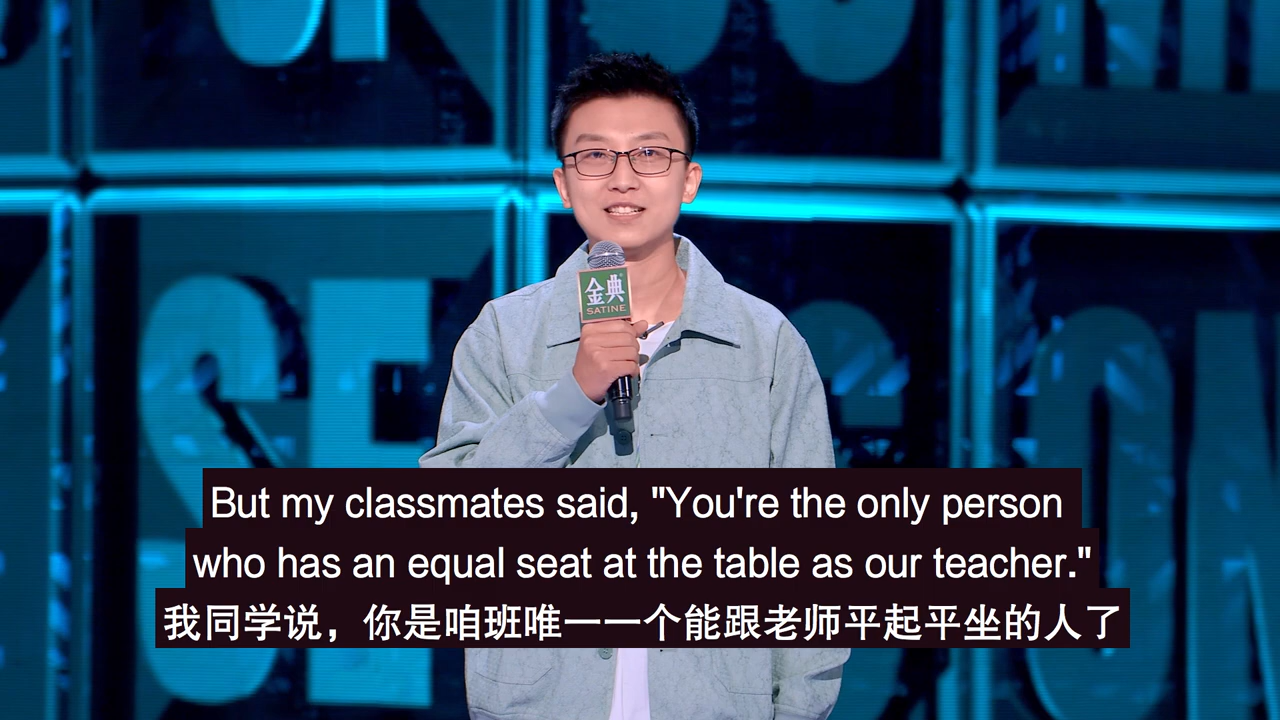 金典
SATINE
But my classmates said, "You're the only person
who has an equal seat at the table as our teacher."
我同学说，你是咱班唯一一个能跟老师平起平坐的人了